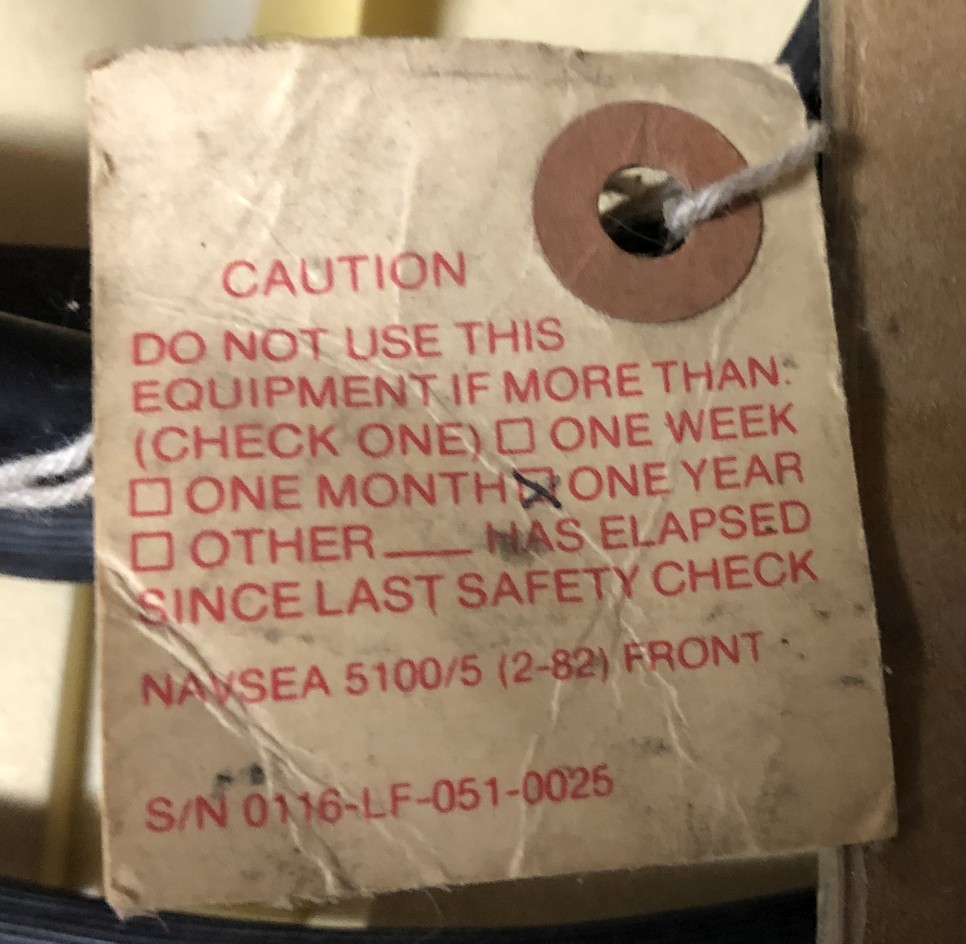 CAUTION
DO NOT USE THIS
EQUIPMENT IF MORE THAN:
(CHECK ONE) ☐ ONE WEEK
☐ ONE MONTH ☒ ONE YEAR
☐ OTHER ___ HAS ELAPSED
SINCE LAST SAFETY CHECK
NAVSEA 5100/5 (2-82) FRONT
S/N 0116-LF-051-0025